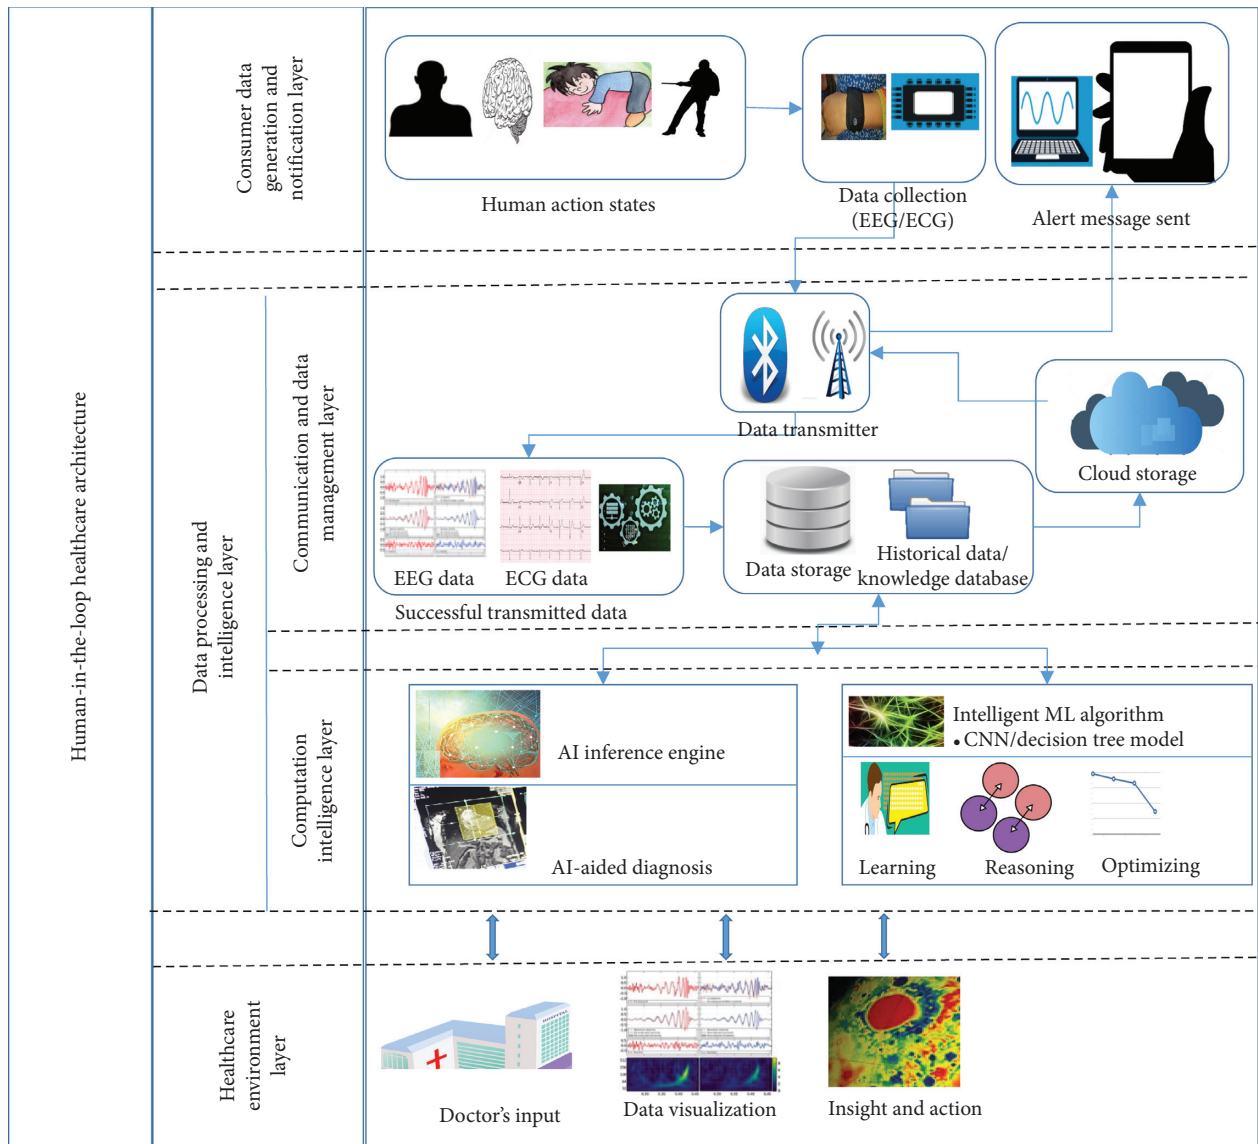 Human-in-the-loop healthcare architecture
Consumer data
generation and
notification layer
Human action states
Data collection
(EEG/ECG)
Alert message sent
Data processing and
intelligence layer
Communication and data
management layer
Data transmitter
Cloud storage
EEG data
ECG data
Successful transmitted data
Data storage
Historical data/
knowledge database
Computation
intelligence layer
AI inference engine
AI-aided diagnosis
Intelligent ML algorithm
• CNN/decision tree model
Learning
Reasoning
Optimizing
Healthcare
environment
layer
HOSPITAL
Doctor's input
Data visualization
Insight and action